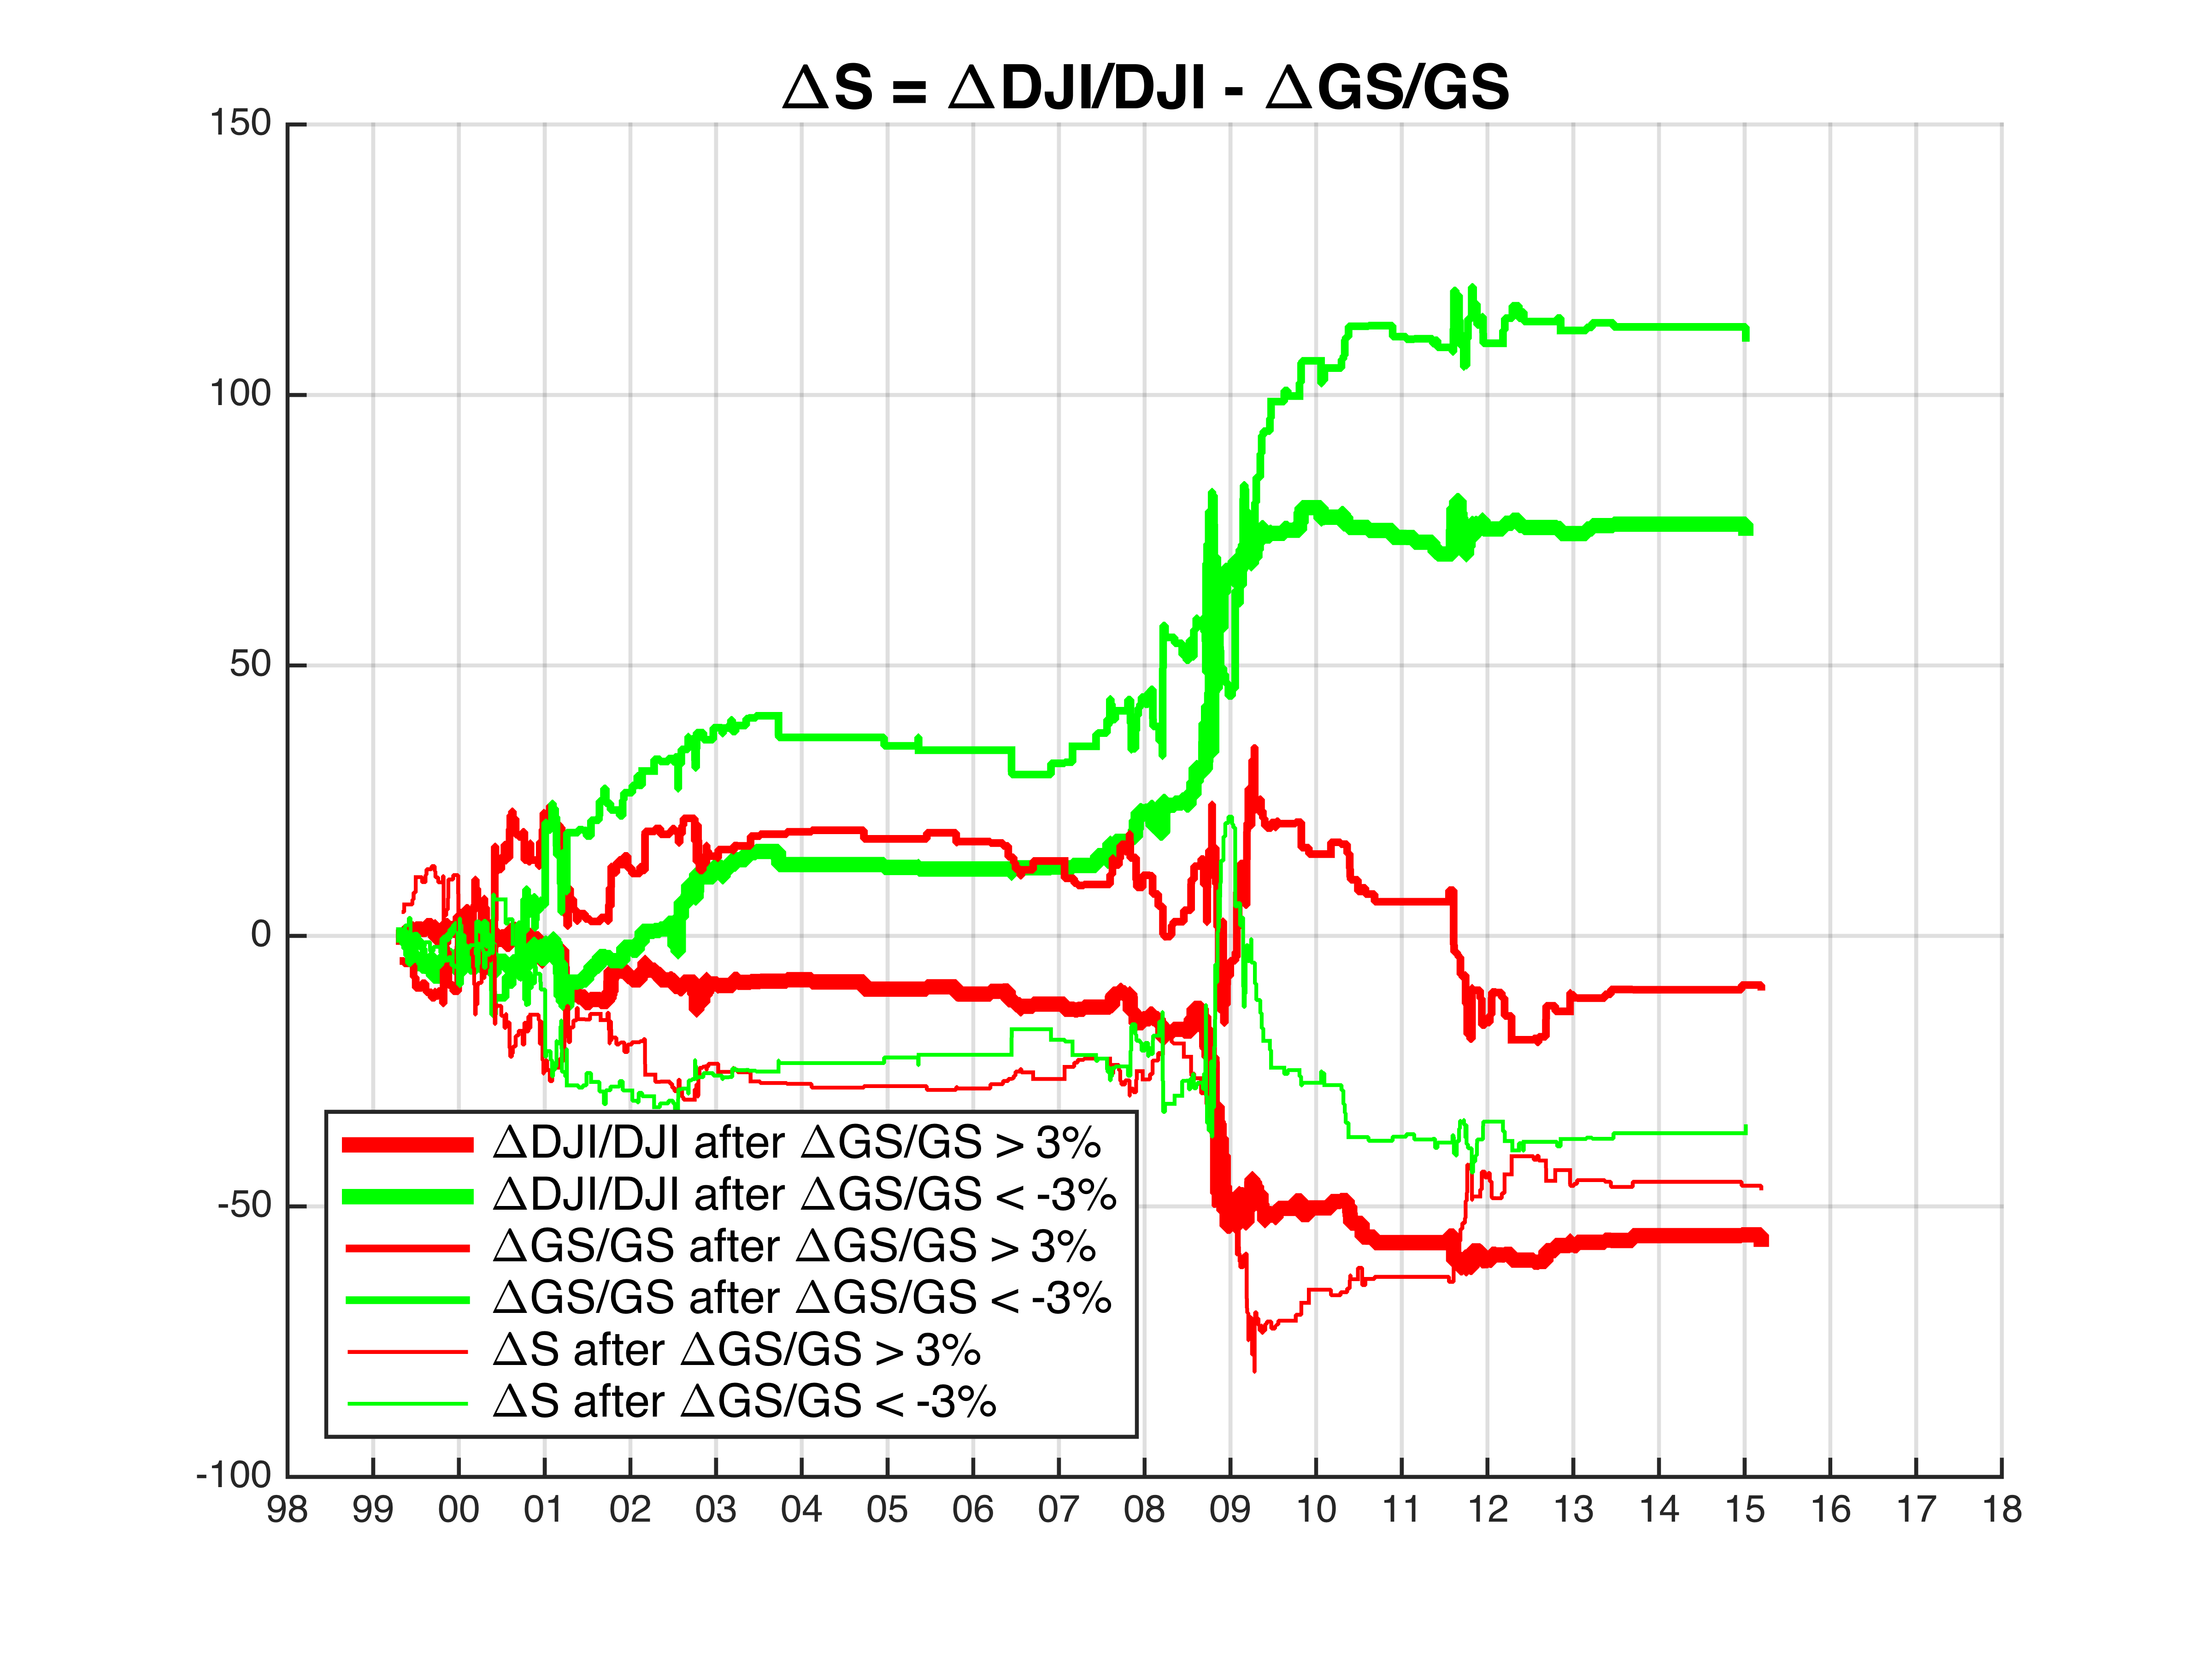 ΔS = ΔDJI/DJI - ΔGS/GS
150
100
50
0
-50
-100
ΔDJI/DJI after ΔGS/GS > 3%
ΔDJI/DJI after ΔGS/GS < -3%
ΔGS/GS after ΔGS/GS > 3%
ΔGS/GS after ΔGS/GS < -3%
ΔS after ΔGS/GS > 3%
ΔS after ΔGS/GS < -3%
98 99 00 01 02 03 04 05 06 07 08 09 10 11 12 13 14 15 16 17 18